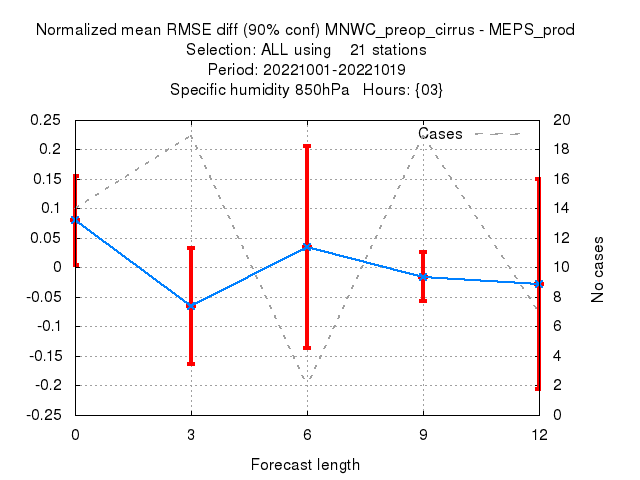 Normalized mean RMSE diff (90% conf) MNWC_preop_cirrus - MEPS_prod
Selection: ALL using    21 stations
Period: 20221001-20221019
Specific humidity 850hPa   Hours: {03}
Cases
0.25
0.2
0.15
0.1
0.05
0
-0.05
-0.1
-0.15
-0.2
-0.25
20
18
16
14
12
10
8
6
4
2
0
No cases
0 3 6 9 12
Forecast length